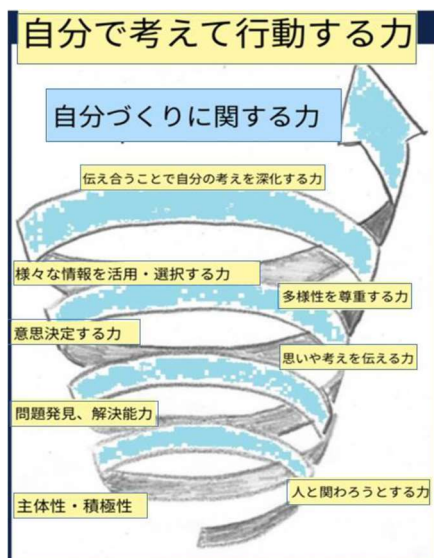 自分で考えて行動する力
自分づくりに関する力
伝え合うことで自分の考えを深化する力
様々な情報を活用・選択する力
多様性を尊重する力
意思決定する力
思いや考えを伝える力
問題発見、解決能力
人と関わろうとする力
主体性・積極性